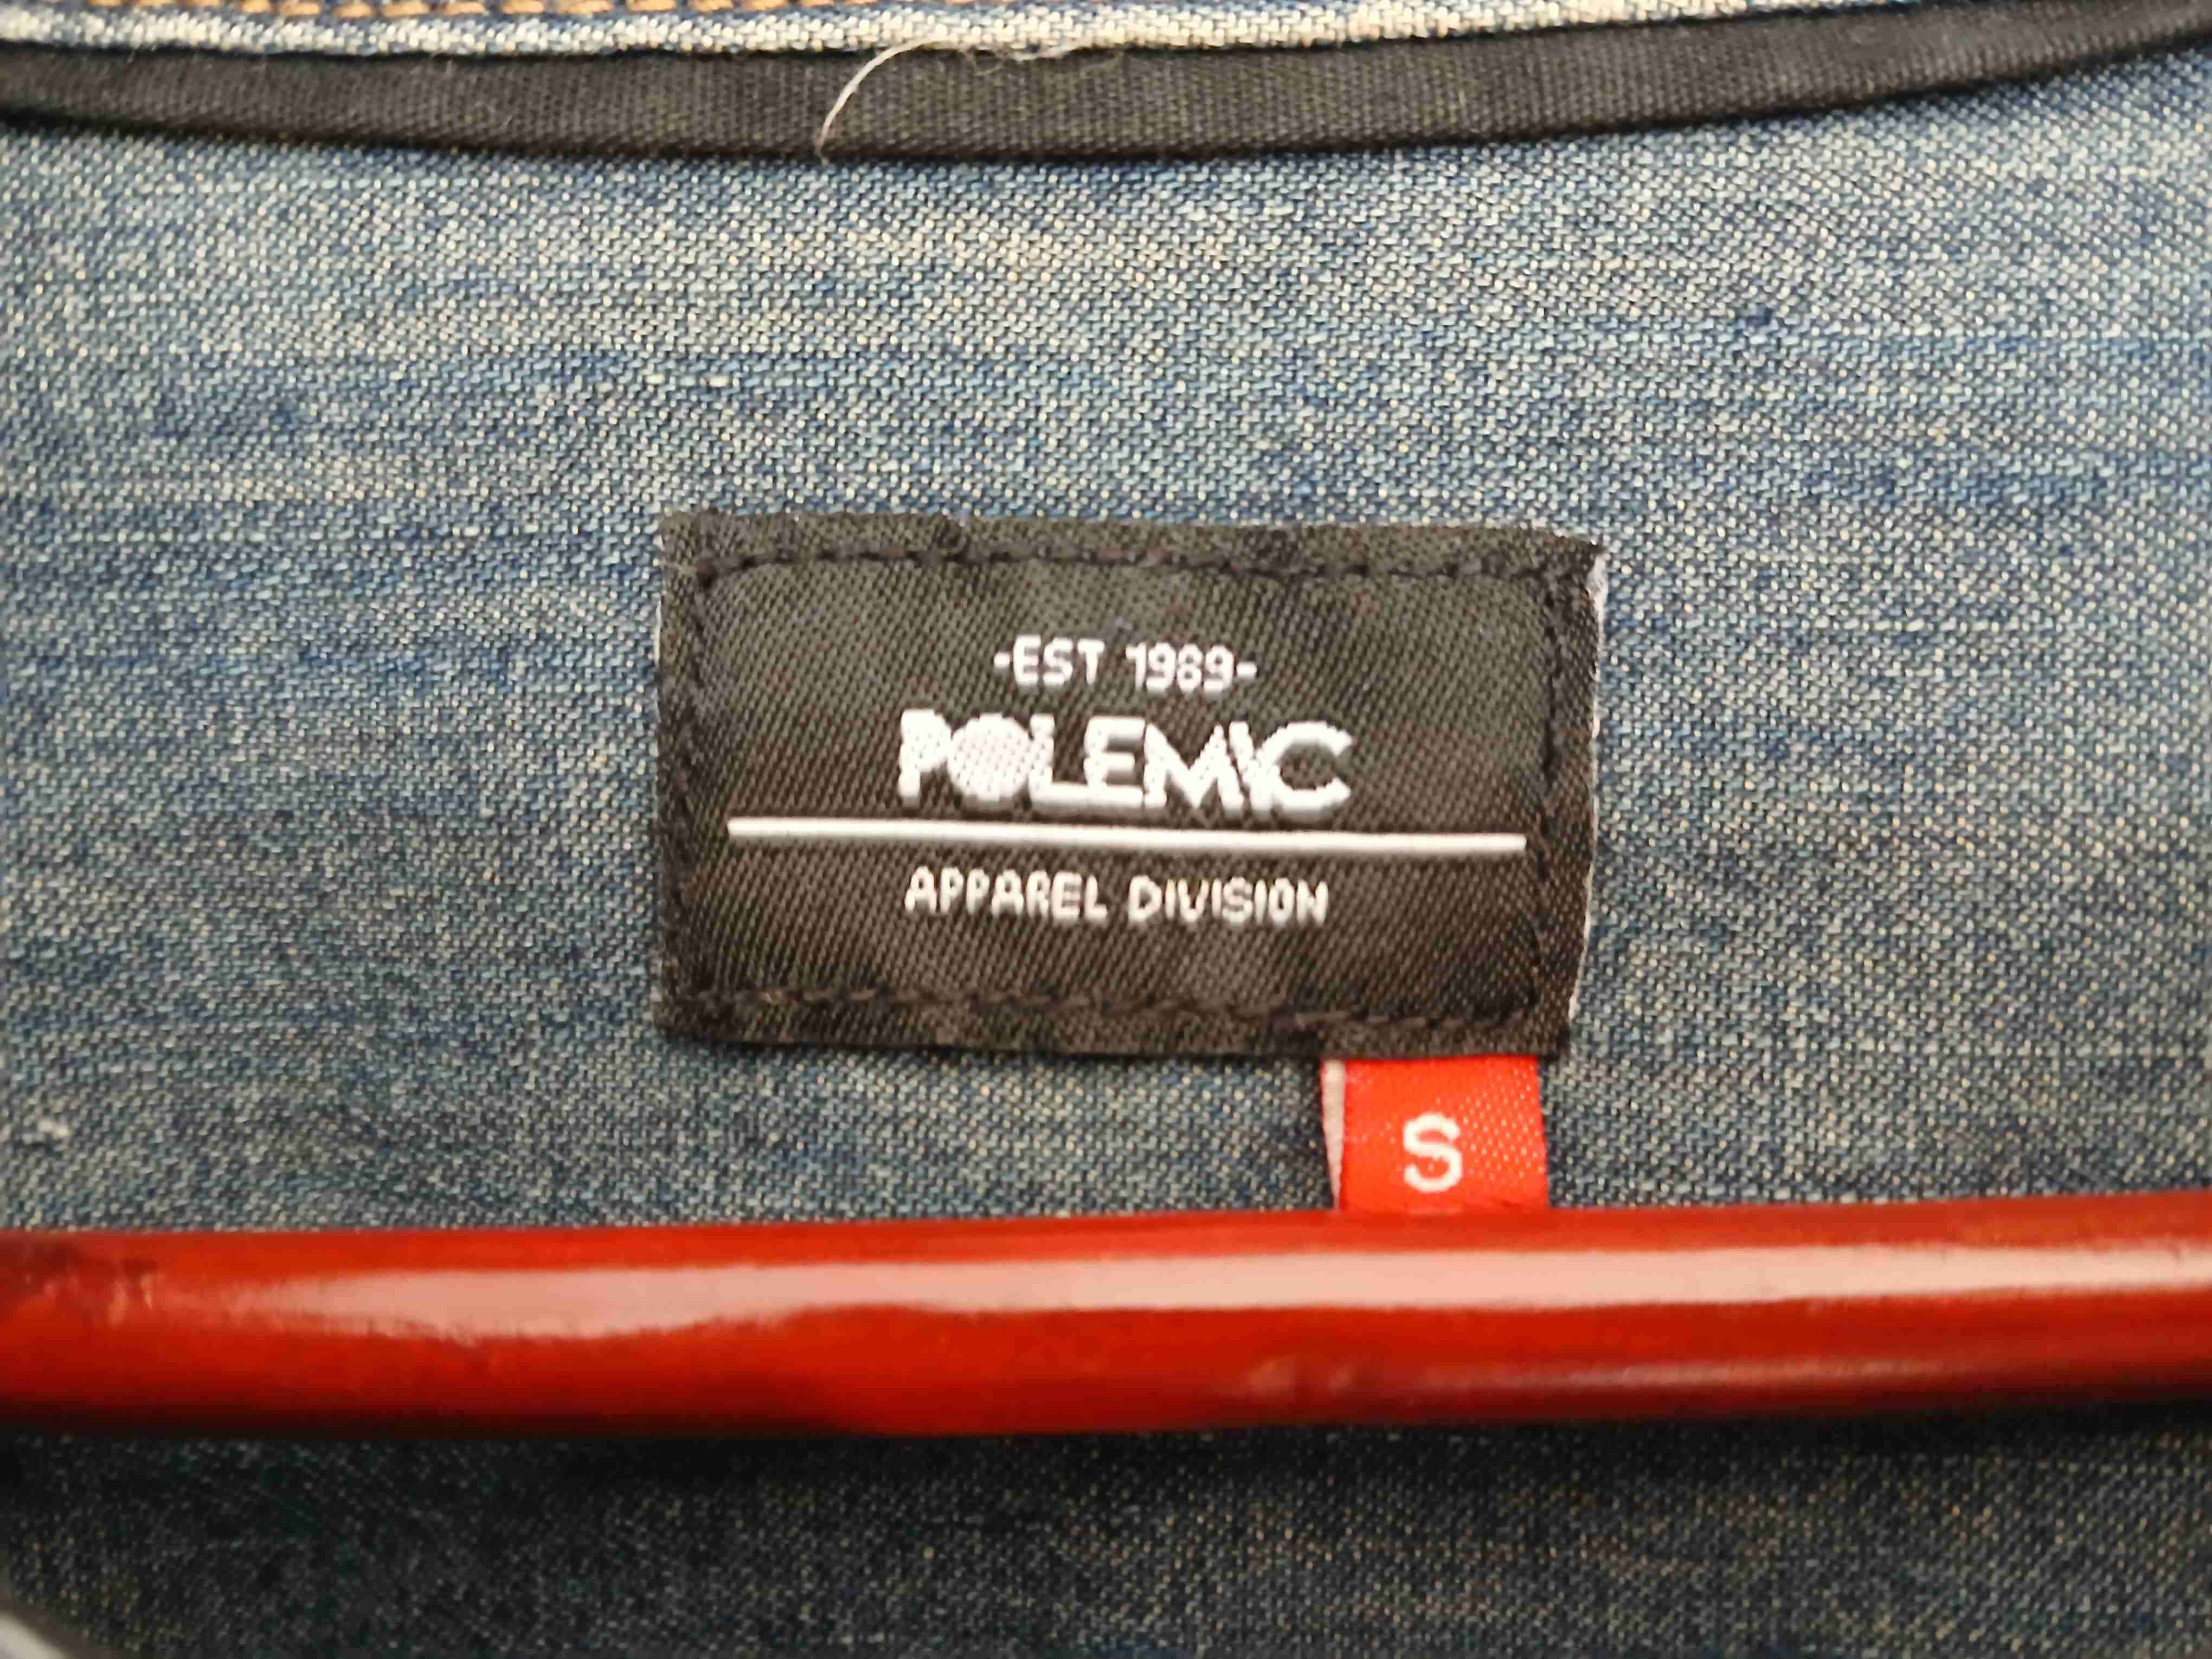 -EST 1989-
POLEMIC
APPAREL DIVISION
S